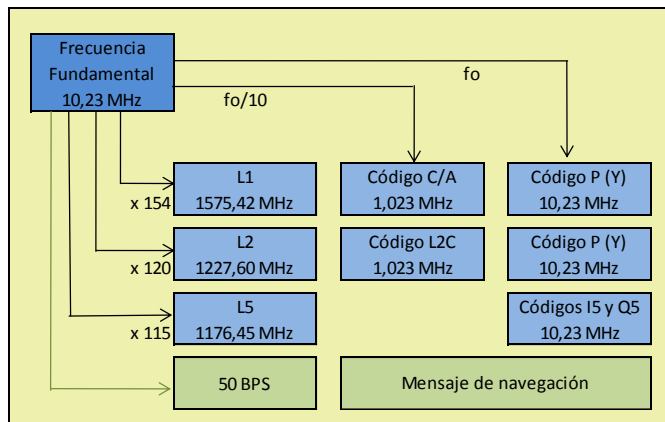 Frecuencia
Fundamental
10,23 MHz
fo
fo/10
L1
1575,42 MHz
x 154
Código C/A
1,023 MHz
Código P (Y)
10,23 MHz
L2
1227,60 MHz
x 120
Código L2C
1,023 MHz
Código P (Y)
10,23 MHz
L5
1176,45 MHz
x 115
Códigos I5 y Q5
10,23 MHz
50 BPS
Mensaje de navegación